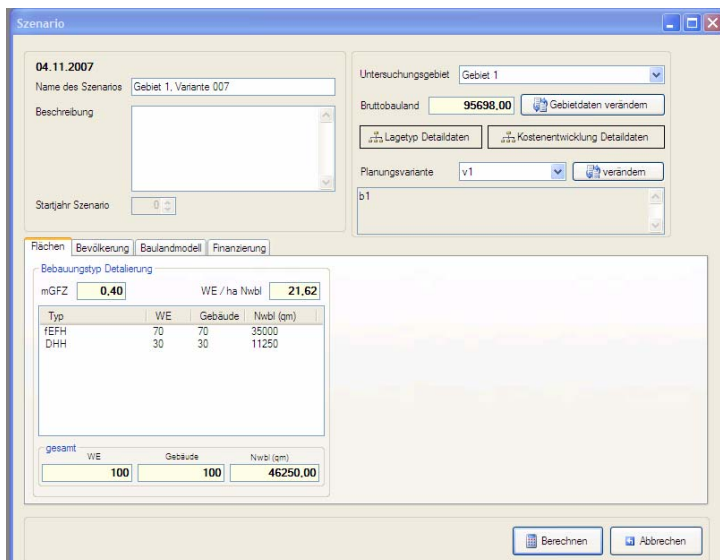 Szenario
04.11.2007
Name des Szenarios Gebiet 1, Variante 007
Beschreibung
Startjahr Szenario 0
Untersuchungsgebiet Gebiet 1
Bruttobauland 95698,00 Gebietdaten verändern
Lagetyp Detaildaten Kostenentwicklung Detaildaten
Planungsvariante v1 verändern
b1
Flächen Bevölkerung Baulandmodell Finanzierung
Bebauungstyp Detalierung
mGFZ 0,40 WE / ha Nwbl 21,62
Typ WE Gebäude Nwbl (qm)
fEFH 70 70 35000
DHH 30 30 11250
gesamt
WE Gebäude Nwbl (qm)
100 100 46250,00
Berechnen Abbrechen